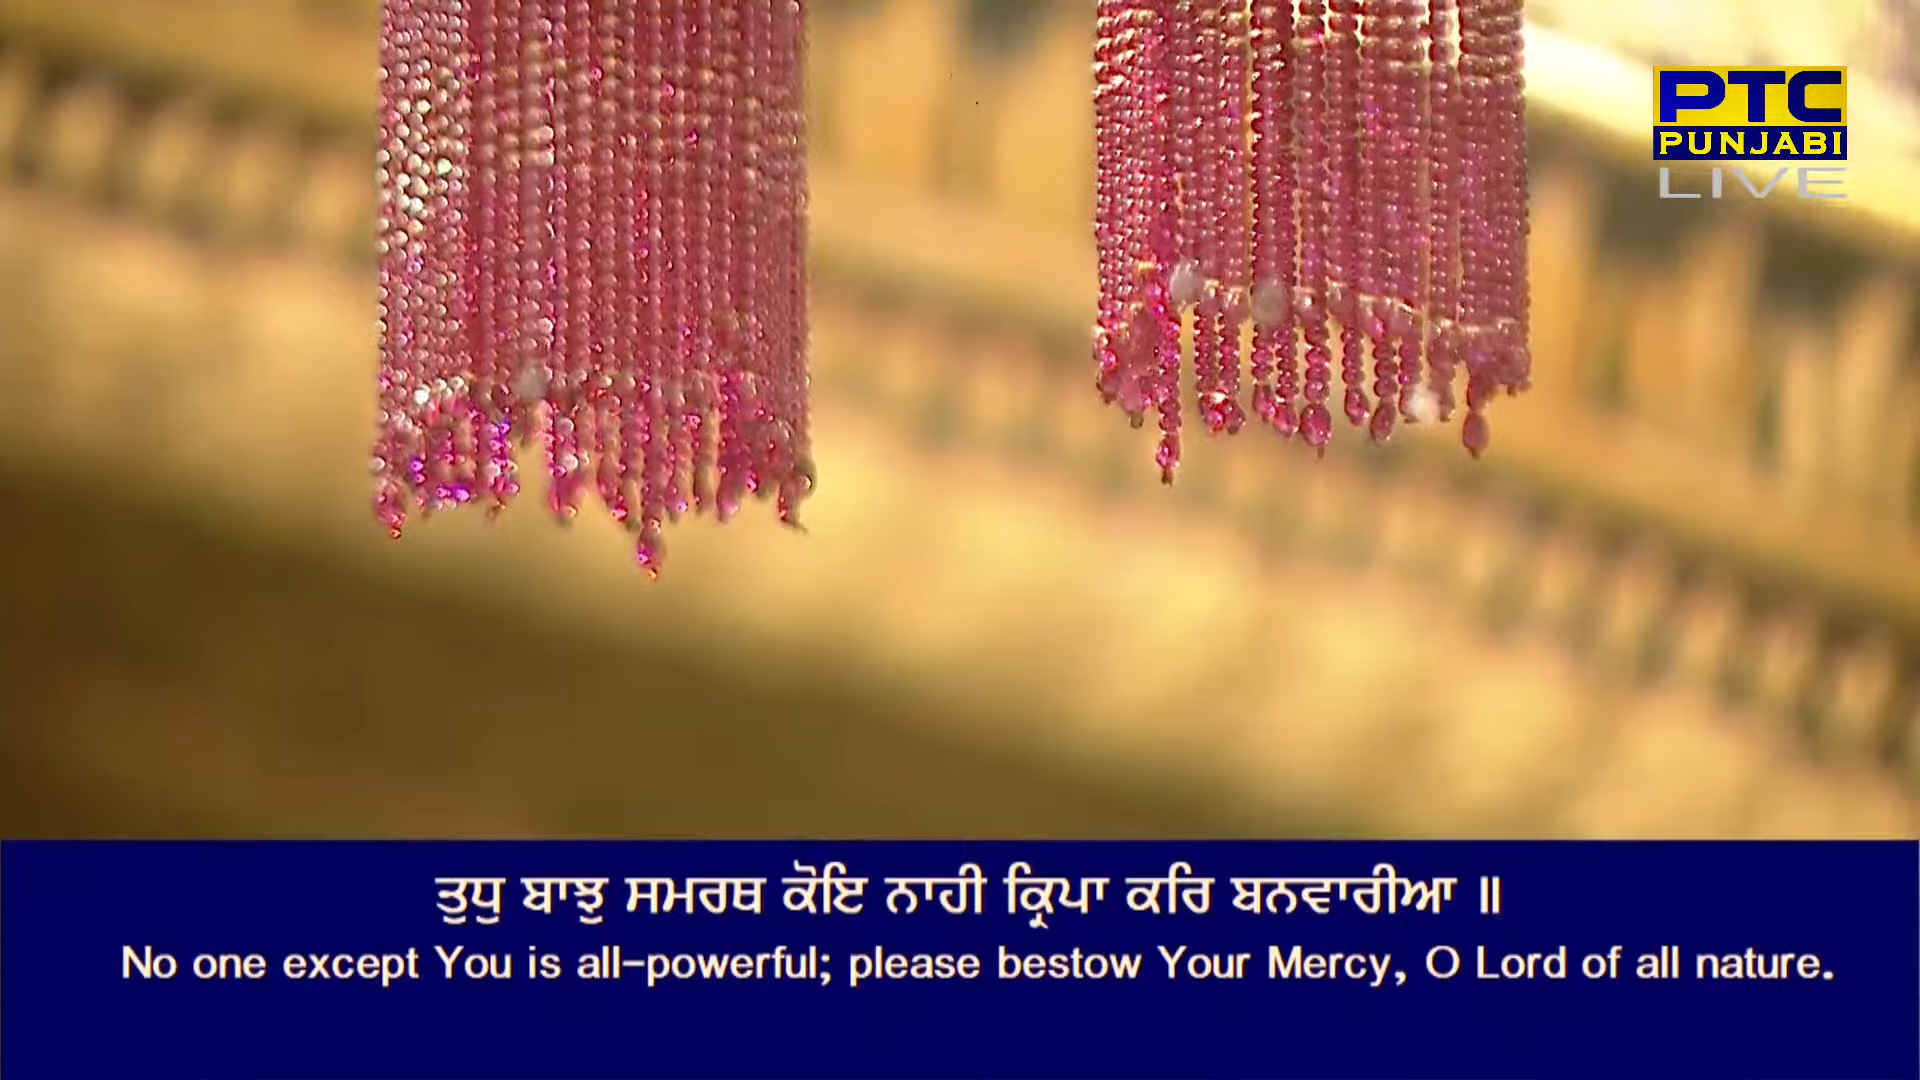 PTC
PUNJABI
LIVE
ਤੁਧੁ ਬਾਝੁ ਸਮਰਥ ਕੋਇ ਨਾਹੀ ਕ੍ਰਿਪਾ ਕਰਿ ਬਨਵਾਰੀਆ ॥
No one except You is all-powerful; please bestow Your Mercy, O Lord of all nature.